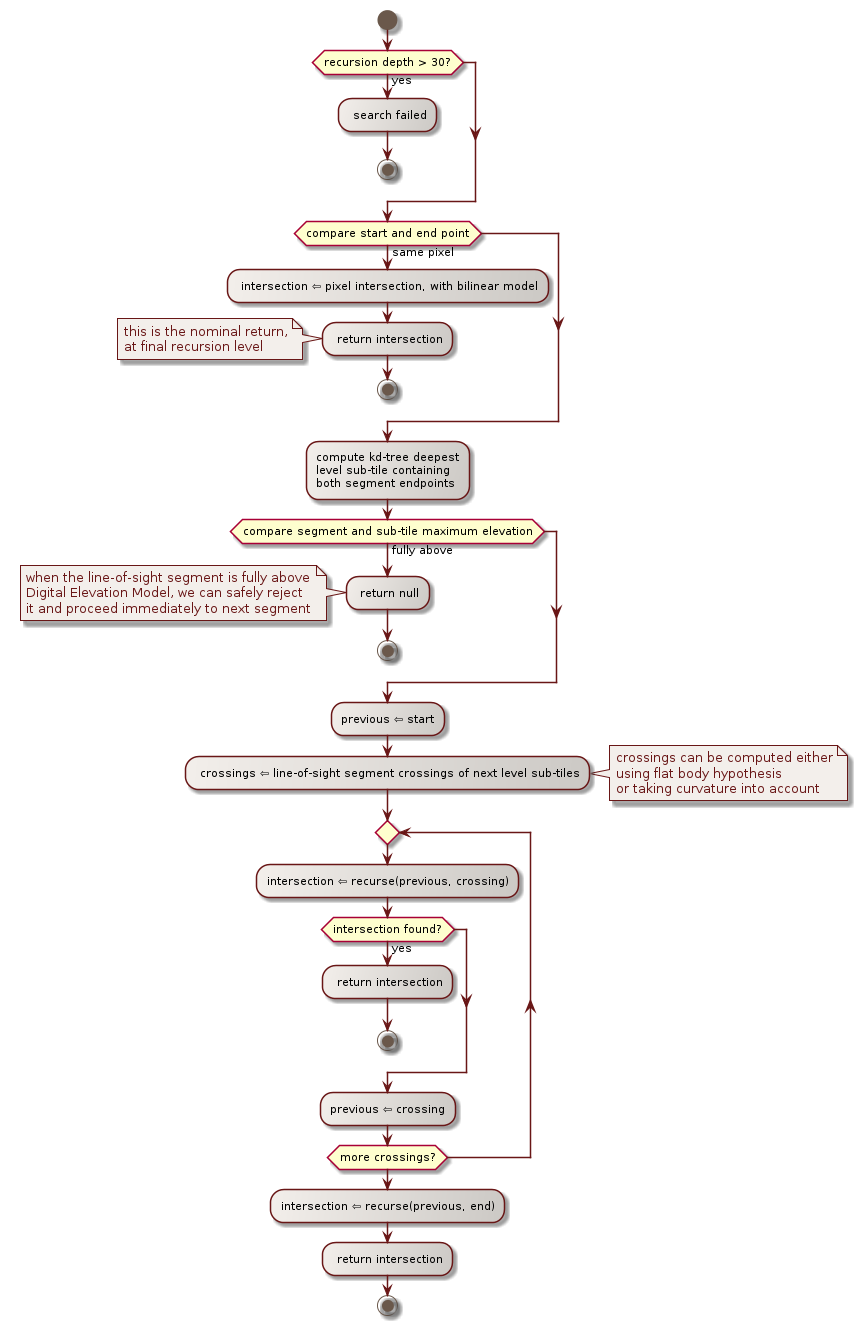 recursion depth > 30?
yes
search failed
compare start and end point
same pixel
intersection ⇐ pixel intersection, with bilinear model
this is the nominal return,
at final recursion level
return intersection
compute kd-tree deepest
level sub-tile containing
both segment endpoints
compare segment and sub-tile maximum elevation
fully above
when the line-of-sight segment is fully above
Digital Elevation Model, we can safely reject
it and proceed immediately to next segment
return null
previous ⇐ start
crossings ⇐ line-of-sight segment crossings of next level sub-tiles
crossings can be computed either
using flat body hypothesis
or taking curvature into account
intersection ⇐ recurse(previous, crossing)
intersection found?
yes
return intersection
previous ⇐ crossing
more crossings?
intersection ⇐ recurse(previous, end)
return intersection